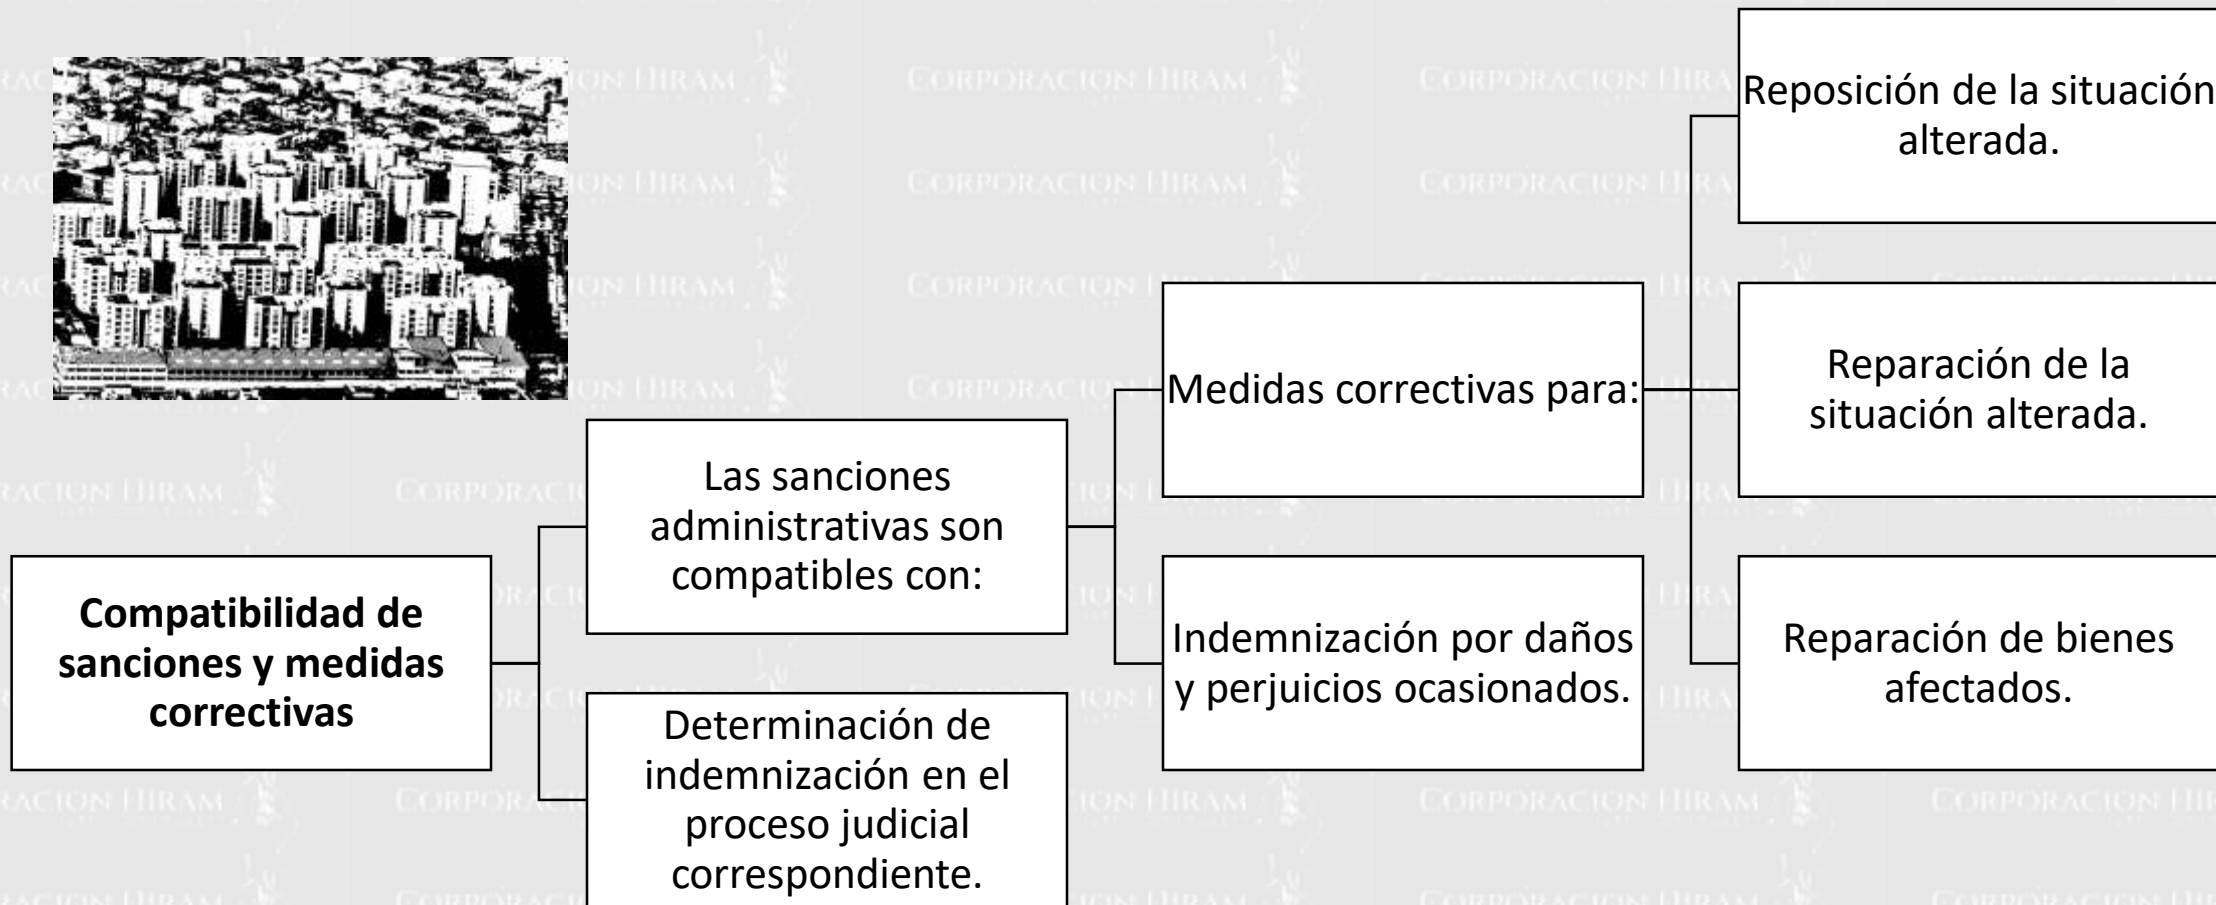 Compatibilidad de
sanciones y medidas
correctivas
Las sanciones
administrativas son
compatibles con:
Determinación de
indemnización en el
proceso judicial
correspondiente.
Medidas correctivas para:
Indemnización por daños
y perjuicios ocasionados.
Reposición de la situación
alterada.
Reparación de la
situación alterada.
Reparación de bienes
afectados.
CORPORACION HIRAM